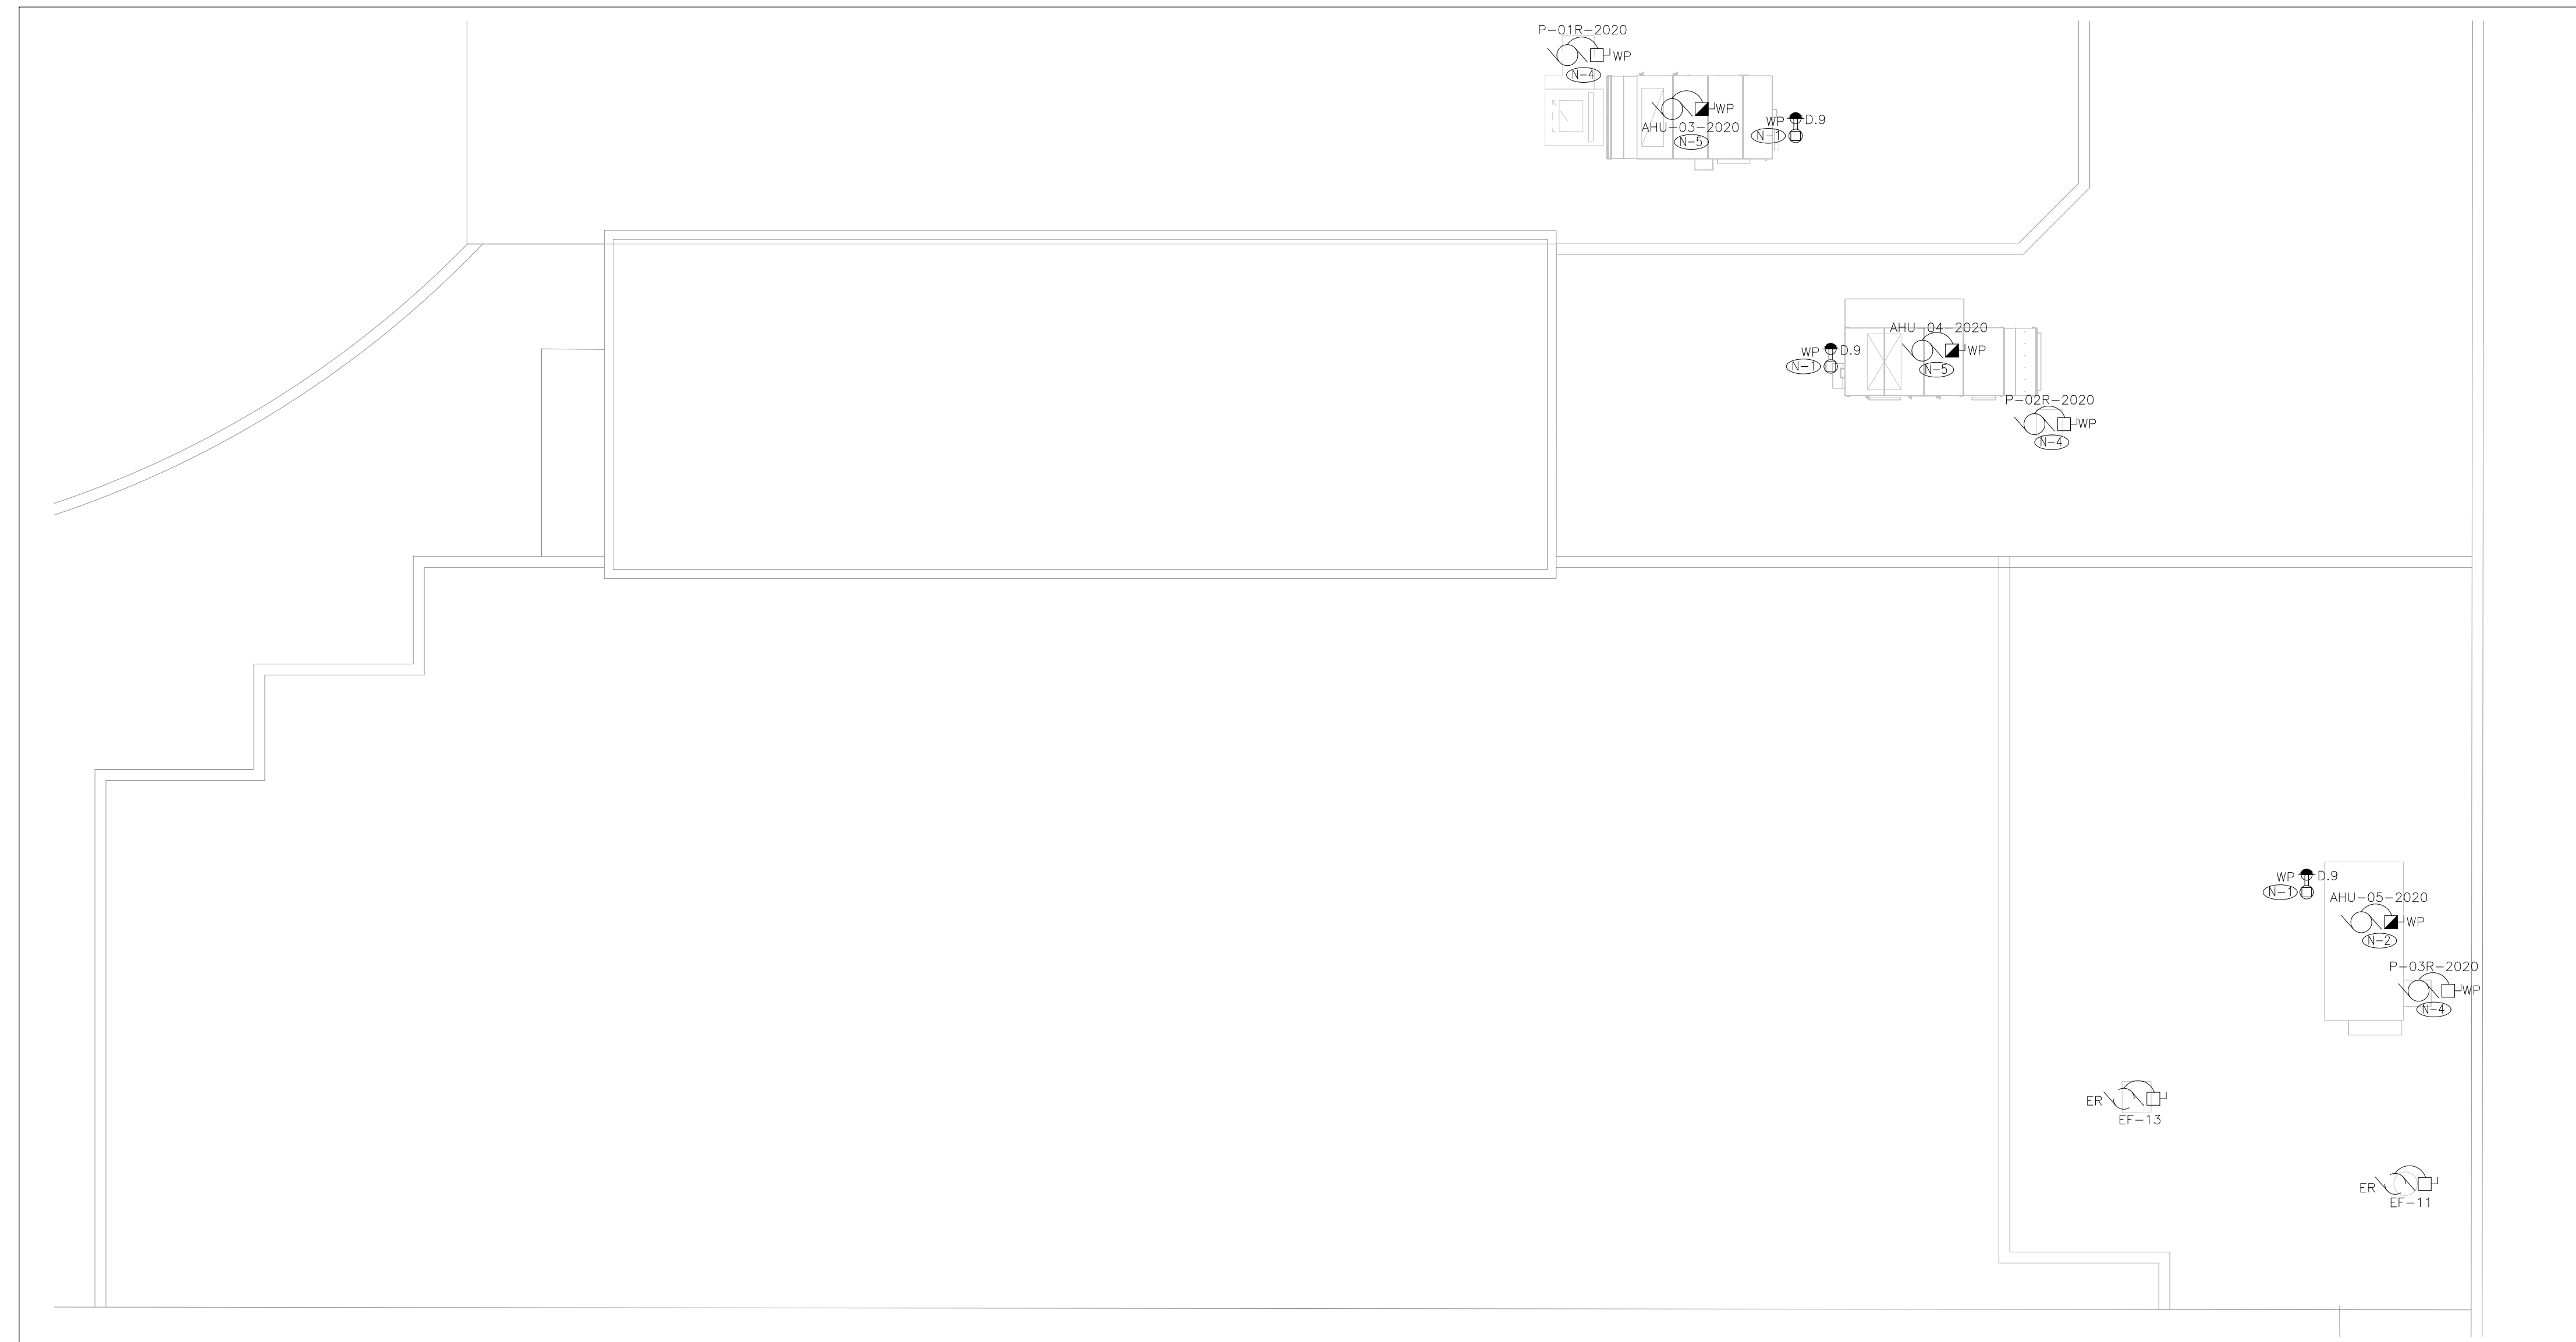 P-01R-2020
WP
N-4
WP
AHU-03-2020
N-5
WP
D.9
N-1
AHU-04-2020
WP
D.9
N-1
WP
N-5
P-02R-2020
WP
N-4
WP
D.9
N-1
AHU-05-2020
WP
N-2
P-03R-2020
WP
N-4
ER
EF-13
ER
EF-11